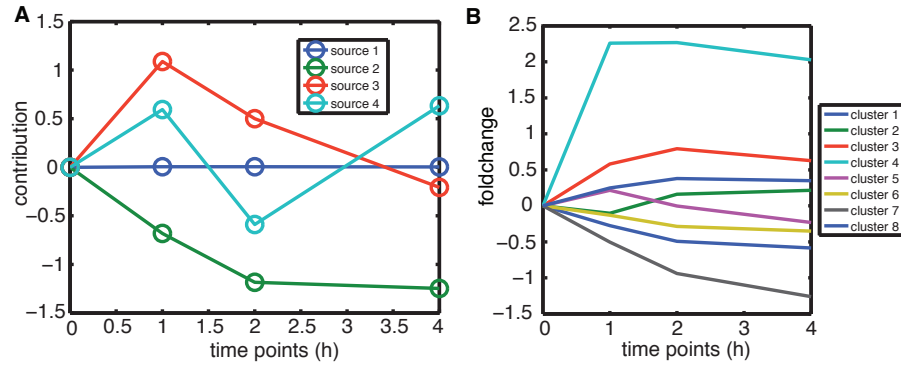 A
1.5
1
0.5
0
−0.5
−1
−1.5
contribution
0 0.5 1 1.5 2 2.5 3 3.5 4
time points (h)
source 1
source 2
source 3
source 4
B
2.5
2
1.5
1
0.5
0
−0.5
−1
−1.5
foldchange
0 1 2 3 4
time points (h)
cluster 1
cluster 2
cluster 3
cluster 4
cluster 5
cluster 6
cluster 7
cluster 8